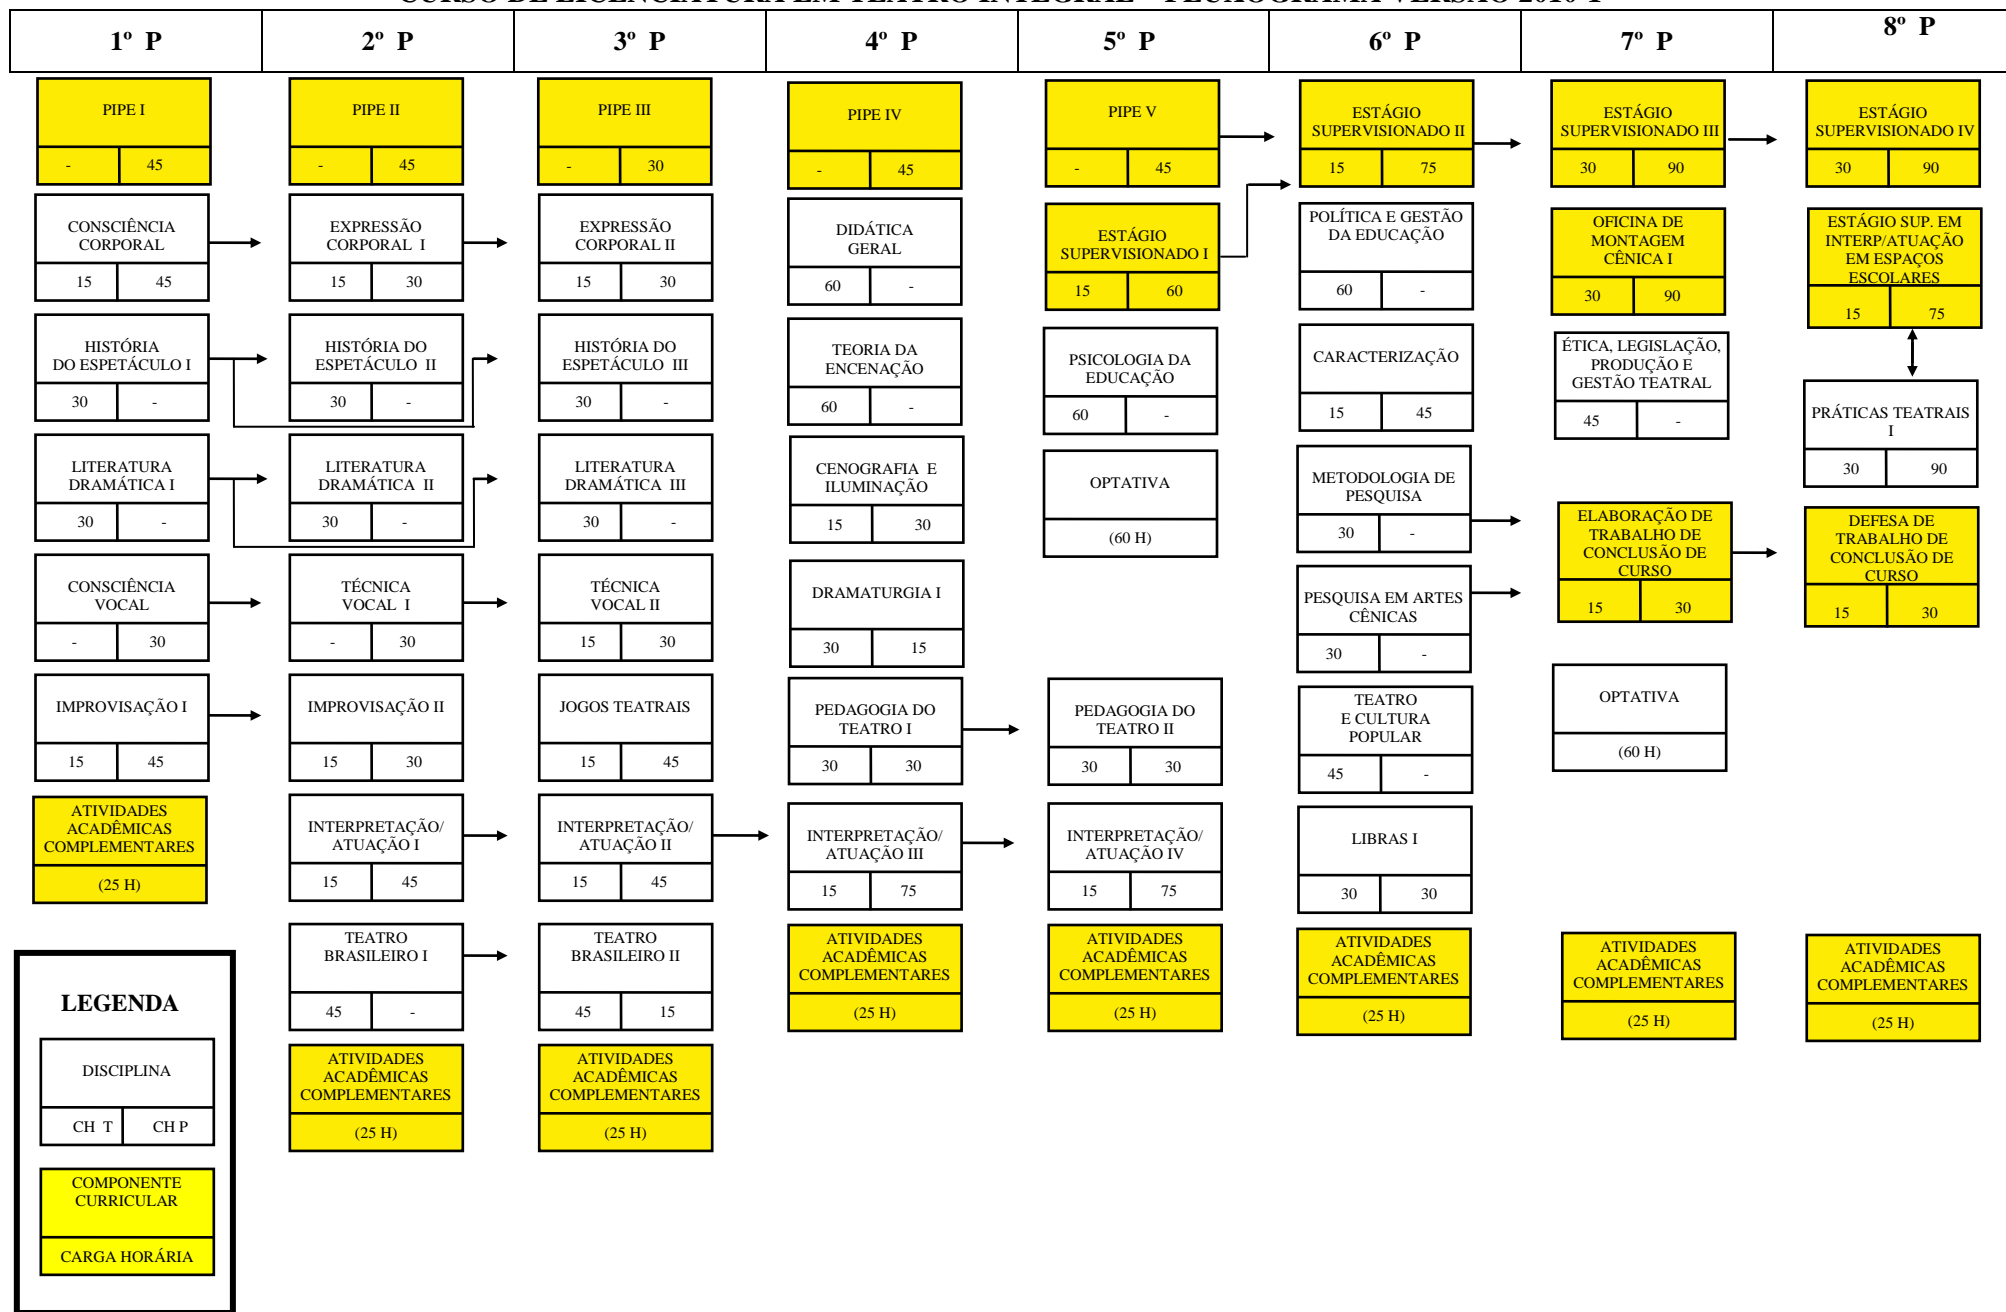 CURSO DE LICENCIATURA EM TEATRO INTEGRAL – FLUXOGRAMA VERSÃO 2010-1
1º P
2º P
3º P
4º P
5º P
6º P
7º P
8º P
PIPE I
- 45
CONSCIÊNCIA
CORPORAL
15 45
HISTÓRIA
DO ESPETÁCULO I
30 -
LITERATURA
DRAMÁTICA I
30 -
CONSCIÊNCIA
VOCAL
- 30
IMPROVISAÇÃO I
15 45
ATIVIDADES
ACADÊMICAS
COMPLEMENTARES
(25 H)
PIPE II
- 45
EXPRESSÃO
CORPORAL I
15 30
HISTÓRIA DO
ESPETÁCULO II
30 -
LITERATURA
DRAMÁTICA II
30 -
TÉCNICA
VOCAL I
- 30
IMPROVISAÇÃO II
15 30
INTERPRETAÇÃO/
ATUAÇÃO I
15 45
TEATRO
BRASILEIRO I
45 -
ATIVIDADES
ACADÊMICAS
COMPLEMENTARES
(25 H)
PIPE III
- 30
EXPRESSÃO
CORPORAL II
15 30
HISTÓRIA DO
ESPETÁCULO III
30 -
LITERATURA
DRAMÁTICA III
30 -
TÉCNICA
VOCAL II
15 30
JOGOS TEATRAIS
15 45
INTERPRETAÇÃO/
ATUAÇÃO II
15 45
TEATRO
BRASILEIRO II
45 15
ATIVIDADES
ACADÊMICAS
COMPLEMENTARES
(25 H)
PIPE IV
- 45
DIDÁTICA
GERAL
60 -
TEORIA DA
ENCENAÇÃO
60 -
CENOGRAFIA E
ILUMINAÇÃO
15 30
DRAMATURGIA I
30 15
PEDAGOGIA DO
TEATRO I
30 30
INTERPRETAÇÃO/
ATUAÇÃO III
15 75
ATIVIDADES
ACADÊMICAS
COMPLEMENTARES
(25 H)
PIPE V
- 45
ESTÁGIO
SUPERVISIONADO I
15 60
PSICOLOGIA DA
EDUCAÇÃO
60 -
OPTATIVA
(60 H)
PEDAGOGIA DO
TEATRO II
30 30
INTERPRETAÇÃO/
ATUAÇÃO IV
15 75
ATIVIDADES
ACADÊMICAS
COMPLEMENTARES
(25 H)
ESTÁGIO
SUPERVISIONADO II
15 75
POLÍTICA E GESTÃO
DA EDUCAÇÃO
60 -
CARACTERIZAÇÃO
15 45
METODOLOGIA DE
PESQUISA
30 -
PESQUISA EM ARTES
CÊNICAS
30 -
TEATRO
E CULTURA
POPULAR
45 -
LIBRAS I
30 30
ATIVIDADES
ACADÊMICAS
COMPLEMENTARES
(25 H)
ESTÁGIO
SUPERVISIONADO III
30 90
OFICINA DE
MONTAGEM
CÊNICA I
30 90
ÉTICA, LEGISLAÇÃO,
PRODUÇÃO E
GESTÃO TEATRAL
45 -
ELABORAÇÃO DE
TRABALHO DE
CONCLUSÃO DE
CURSO
15 30
OPTATIVA
(60 H)
ATIVIDADES
ACADÊMICAS
COMPLEMENTARES
(25 H)
ESTÁGIO
SUPERVISIONADO IV
30 90
ESTÁGIO SUP. EM
INTERP/ATUAÇÃO
EM ESPAÇOS
ESCOLARES
15 75
PRÁTICAS TEATRAIS
I
30 90
DEFESA DE
TRABALHO DE
CONCLUSÃO DE
CURSO
15 30
ATIVIDADES
ACADÊMICAS
COMPLEMENTARES
(25 H)
LEGENDA
DISCIPLINA
CH T CH P
COMPONENTE
CURRICULAR
CARGA HORÁRIA